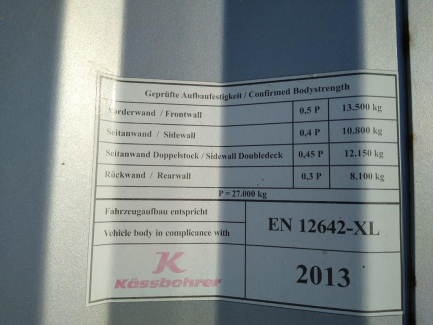 Geprüfte Aufbaufestigkeit / Confirmed Bodystrength
Vorderwand / Frontwall 0,5 P 13.500 kg
Seitanwand / Sidewall 0,4 P 10.800 kg
Seitanwand Doppelstock / Sidewall Doubledeck 0,45 P 12.150 kg
Rückwand / Rearwall 0,3 P 8.100 kg
P = 27.000 kg
Fahrzeugaufbau entspricht
Vehicle body in complicance with
EN 12642-XL
K
Kässbohrer
2013